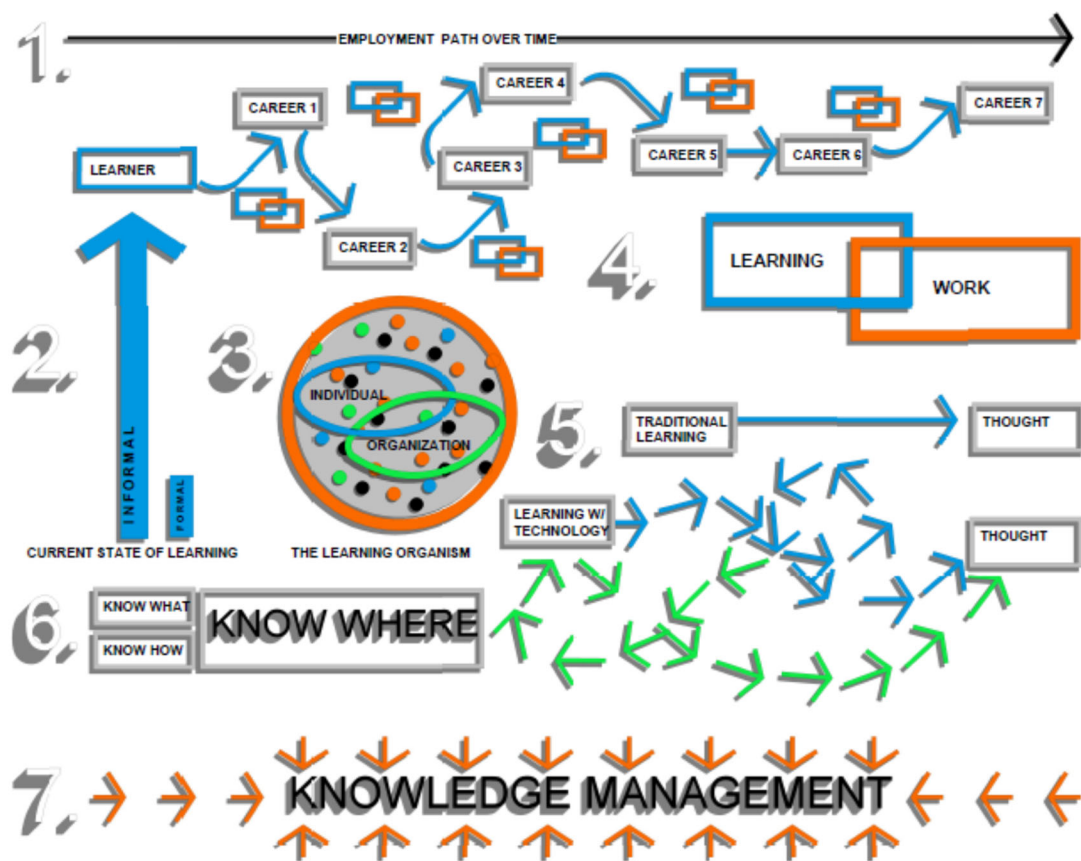 1.
EMPLOYMENT PATH OVER TIME
CAREER 4
CAREER 1
CAREER 7
LEARNER
CAREER 3
CAREER 5
CAREER 6
CAREER 2
4.
LEARNING
WORK
2.
INFORMAL
FORMAL
CURRENT STATE OF LEARNING
3.
INDIVIDUAL
ORGANIZATION
THE LEARNING ORGANISM
5.
TRADITIONAL
LEARNING
THOUGHT
LEARNING W/
TECHNOLOGY
THOUGHT
6.
KNOW WHAT
KNOW HOW
KNOW WHERE
7.
KNOWLEDGE MANAGEMENT